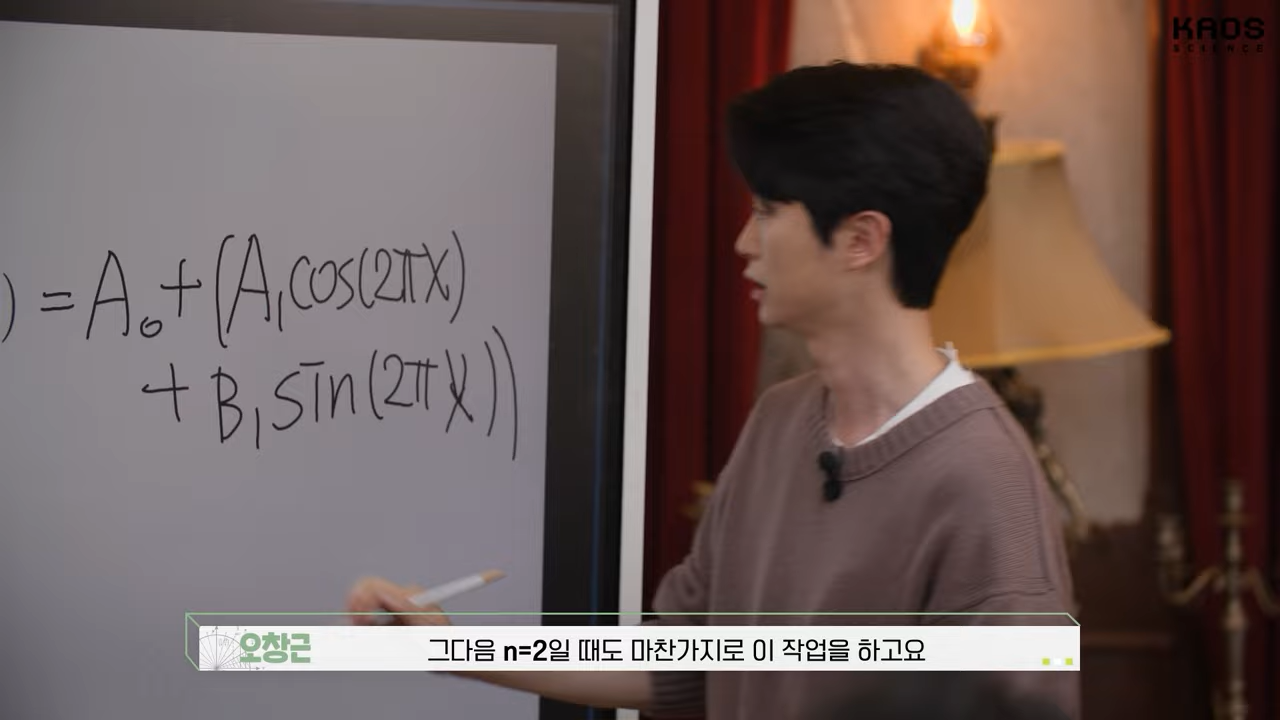 KAOS
SCIENCE
) = A₀ + (A₁cos(2πx)
+ B₁sin(2πx))
오창근
그다음 n=2일 때도 마찬가지로 이 작업을 하고요